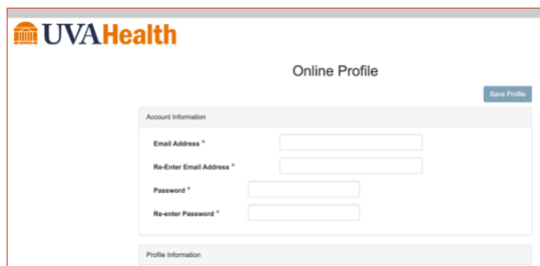 UVAHealth
Online Profile
Save Profile
Account Information
Email Address *
Re-Enter Email Address *
Password *
Re-enter Password *
Profile Information